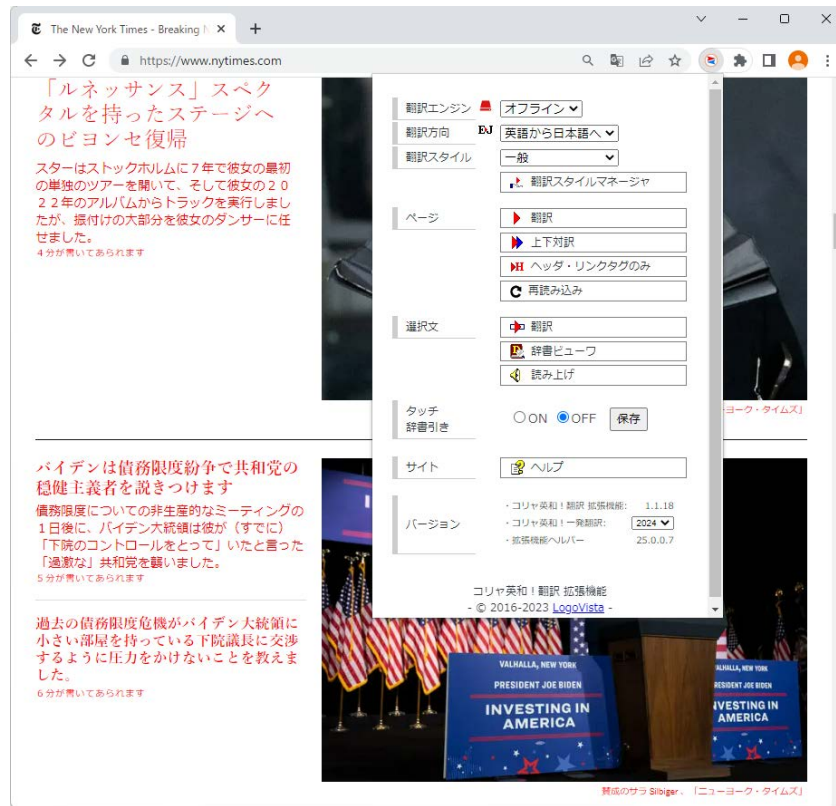 The New York Times - Breaking N
https://www.nytimes.com
「ルネッサンス」スペク
タルを持ったステージへ
のビヨンセ復帰
スターはストックホルムに７年で彼女の最初
の単独のツアーを開いて、そして彼女の２０
２２年のアルバムからトラックを実行しまし
たが、振付けの大部分を彼女のダンサーに任
せました。
4分が書いてあられます
翻訳エンジン オフライン
翻訳方向 EJ 英語から日本語へ
翻訳スタイル 一般
翻訳スタイルマネージャ
ページ 翻訳
上下対訳
H ヘッダ・リンクタグのみ
再読み込み
選択文 翻訳
辞書ビューワ
読み上げ
タッチ
辞書引き
ON OFF 保存
サイト ヘルプ
バージョン
・コリャ英和！翻訳 拡張機能: 1.1.18
・コリャ英和！一発翻訳: 2024
・拡張機能ヘルパー 25.0.0.7
コリャ英和！翻訳 拡張機能
- © 2016-2023 LogoVista -
ーヨーク・タイムズ」
バイデンは債務限度紛争で共和党の
穏健主義者を説きつけます
債務限度についての非生産的なミーティングの
１日後に、バイデン大統領は彼が（すでに）
「下院のコントロールをとって」いたと言った
「過激な」共和党を襲いました。
5分が書いてあられます
過去の債務限度危機がバイデン大統領に
小さい部屋を持っている下院議長に交渉
するように圧力をかけないことを教えま
した。
6分が書いてあられます
VALHALLA, NEW YORK
PRESIDENT JOE BIDEN
INVESTING IN
AMERICA
VALHALLA, NEW YORK
PRESIDENT JOE BIDEN
INVESTING IN
AMERICA
賛成のサラ Silbiger 、「ニューヨーク・タイムズ」